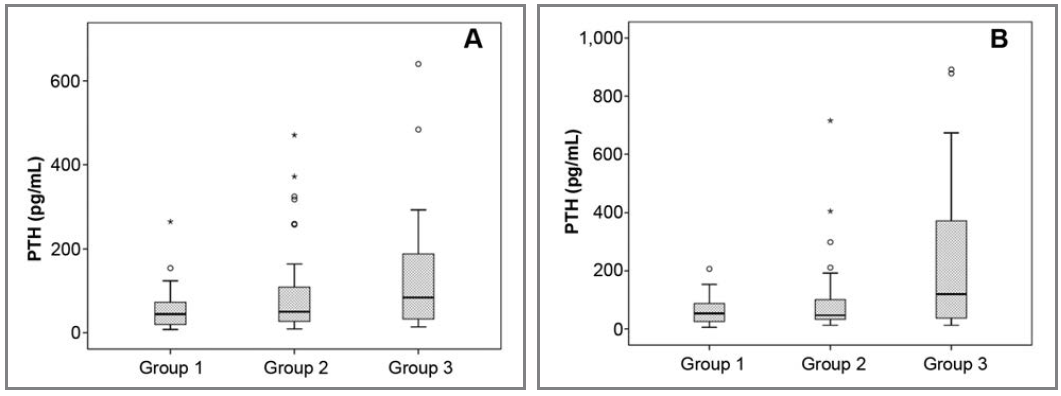 A
PTH (pg/mL)
600
400
200
0
Group 1 Group 2 Group 3
B
PTH (pg/mL)
1,000
800
600
400
200
0
Group 1 Group 2 Group 3